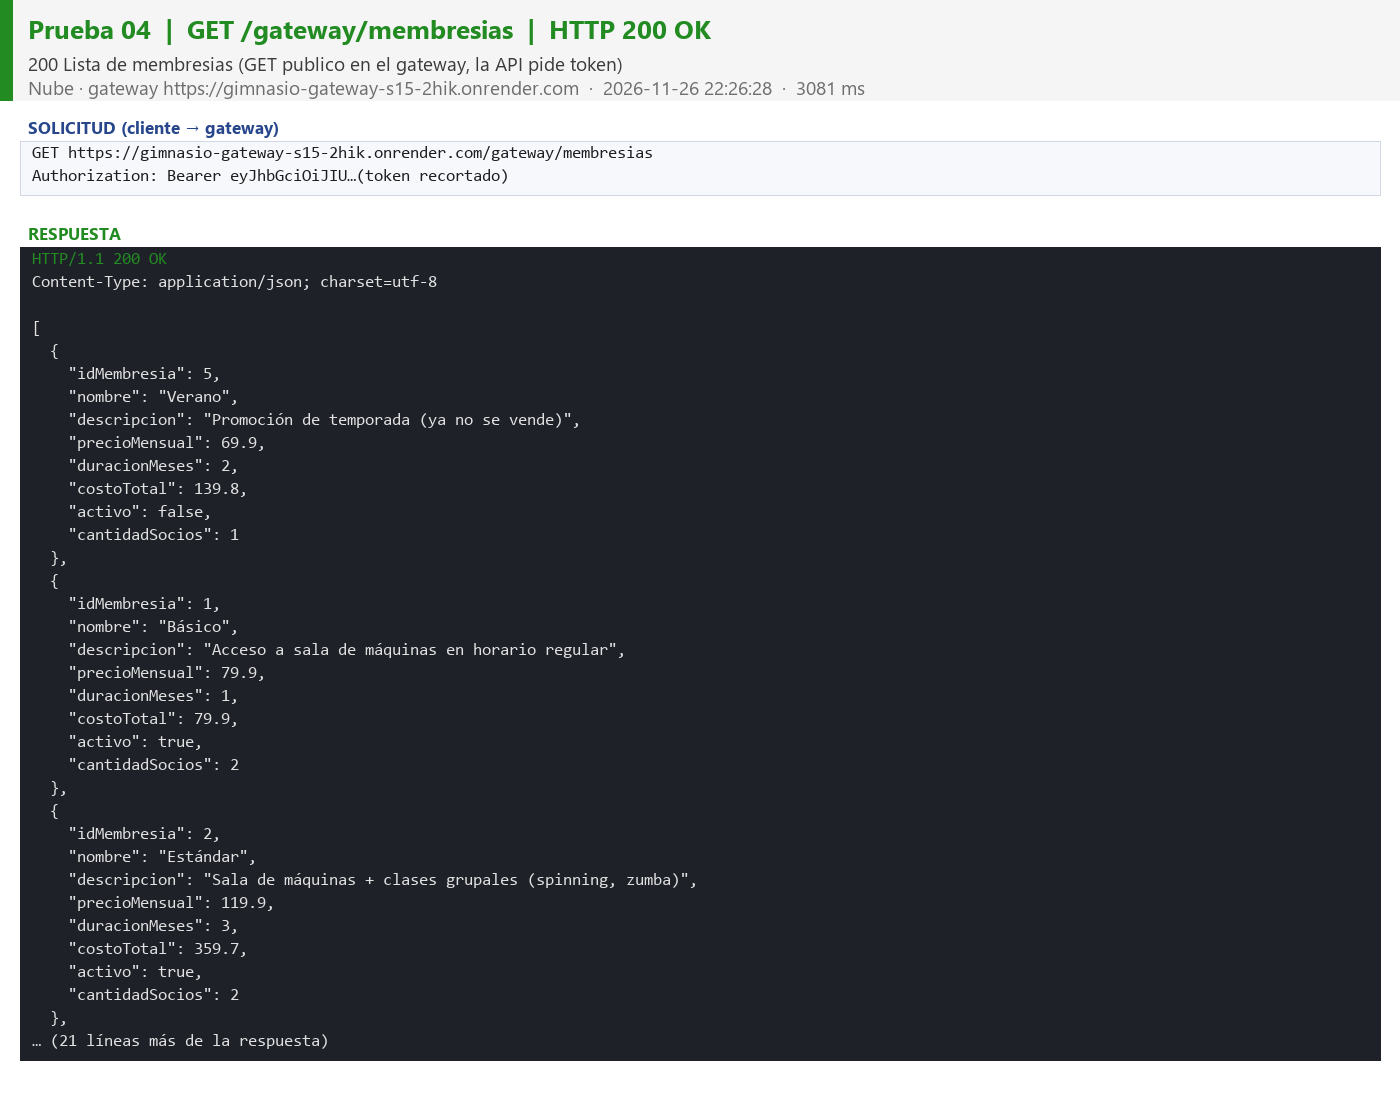 Prueba 04 | GET /gateway/membresias | HTTP 200 OK
200 Lista de membresias (GET publico en el gateway, la API pide token)
Nube · gateway https://gimnasio-gateway-s15-2hik.onrender.com · 2026-11-26 22:26:28 · 3081 ms
SOLICITUD (cliente → gateway)
GET https://gimnasio-gateway-s15-2hik.onrender.com/gateway/membresias
Authorization: Bearer eyJhbGciOiJIU…(token recortado)
RESPUESTA
HTTP/1.1 200 OK
Content-Type: application/json; charset=utf-8
[
  {
    "idMembresia": 5,
    "nombre": "Verano",
    "descripcion": "Promoción de temporada (ya no se vende)",
    "precioMensual": 69.9,
    "duracionMeses": 2,
    "costoTotal": 139.8,
    "activo": false,
    "cantidadSocios": 1
  },
  {
    "idMembresia": 1,
    "nombre": "Básico",
    "descripcion": "Acceso a sala de máquinas en horario regular",
    "precioMensual": 79.9,
    "duracionMeses": 1,
    "costoTotal": 79.9,
    "activo": true,
    "cantidadSocios": 2
  },
  {
    "idMembresia": 2,
    "nombre": "Estándar",
    "descripcion": "Sala de máquinas + clases grupales (spinning, zumba)",
    "precioMensual": 119.9,
    "duracionMeses": 3,
    "costoTotal": 359.7,
    "activo": true,
    "cantidadSocios": 2
  },
… (21 líneas más de la respuesta)